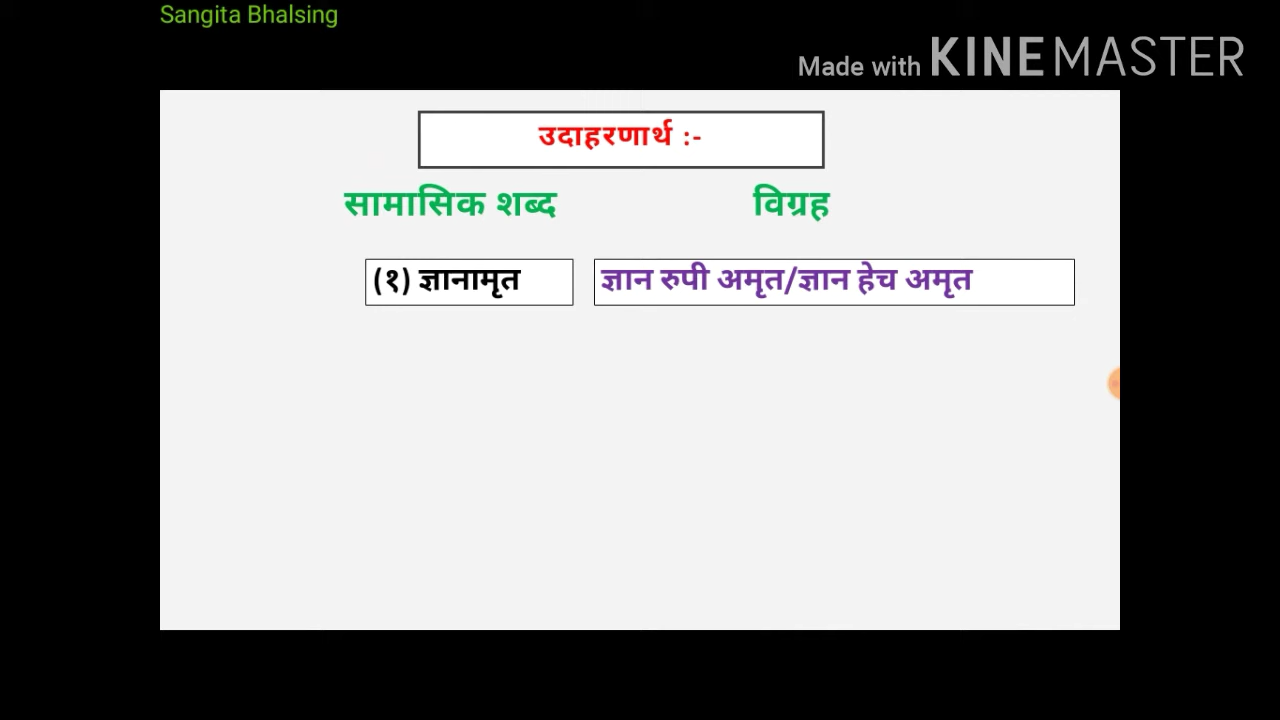 Sangita Bhalsing
Made with KINEMASTER
उदाहरणार्थ :-
सामासिक शब्द विग्रह
(१) ज्ञानामृत ज्ञान रुपी अमृत/ज्ञान हेच अमृत